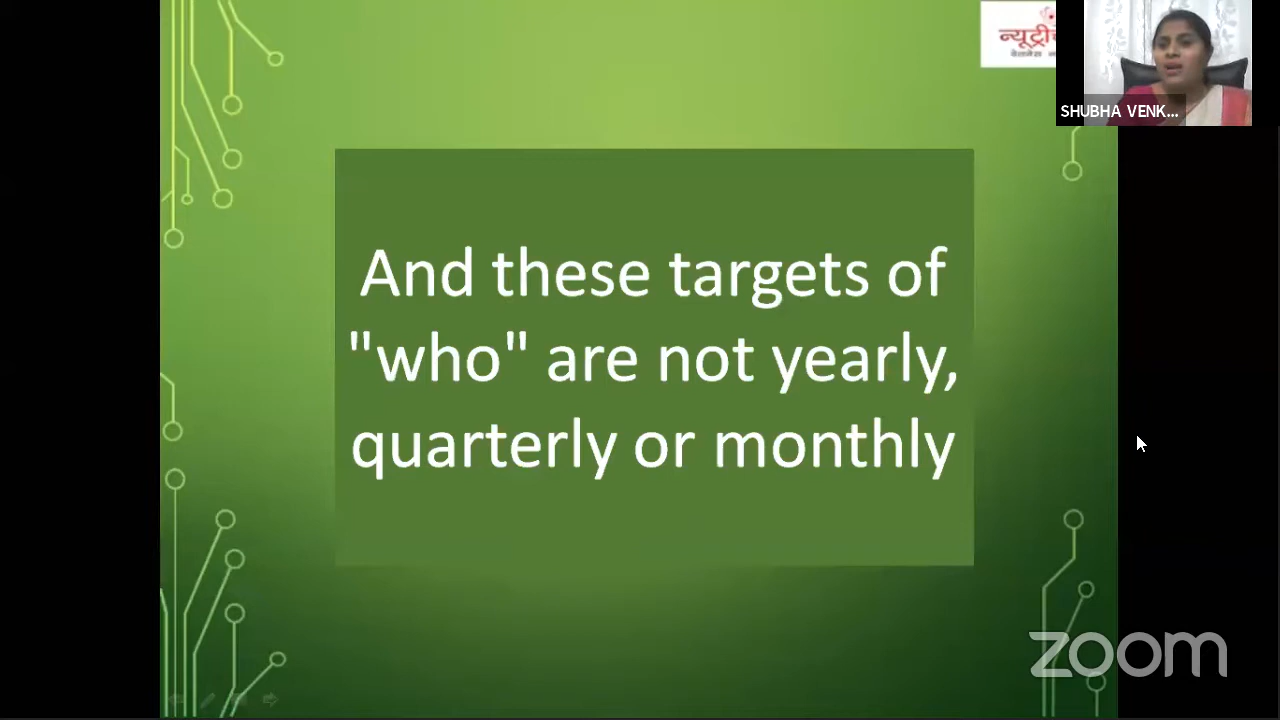 And these targets of
"who" are not yearly,
quarterly or monthly
SHUBHA VENK...
zoom